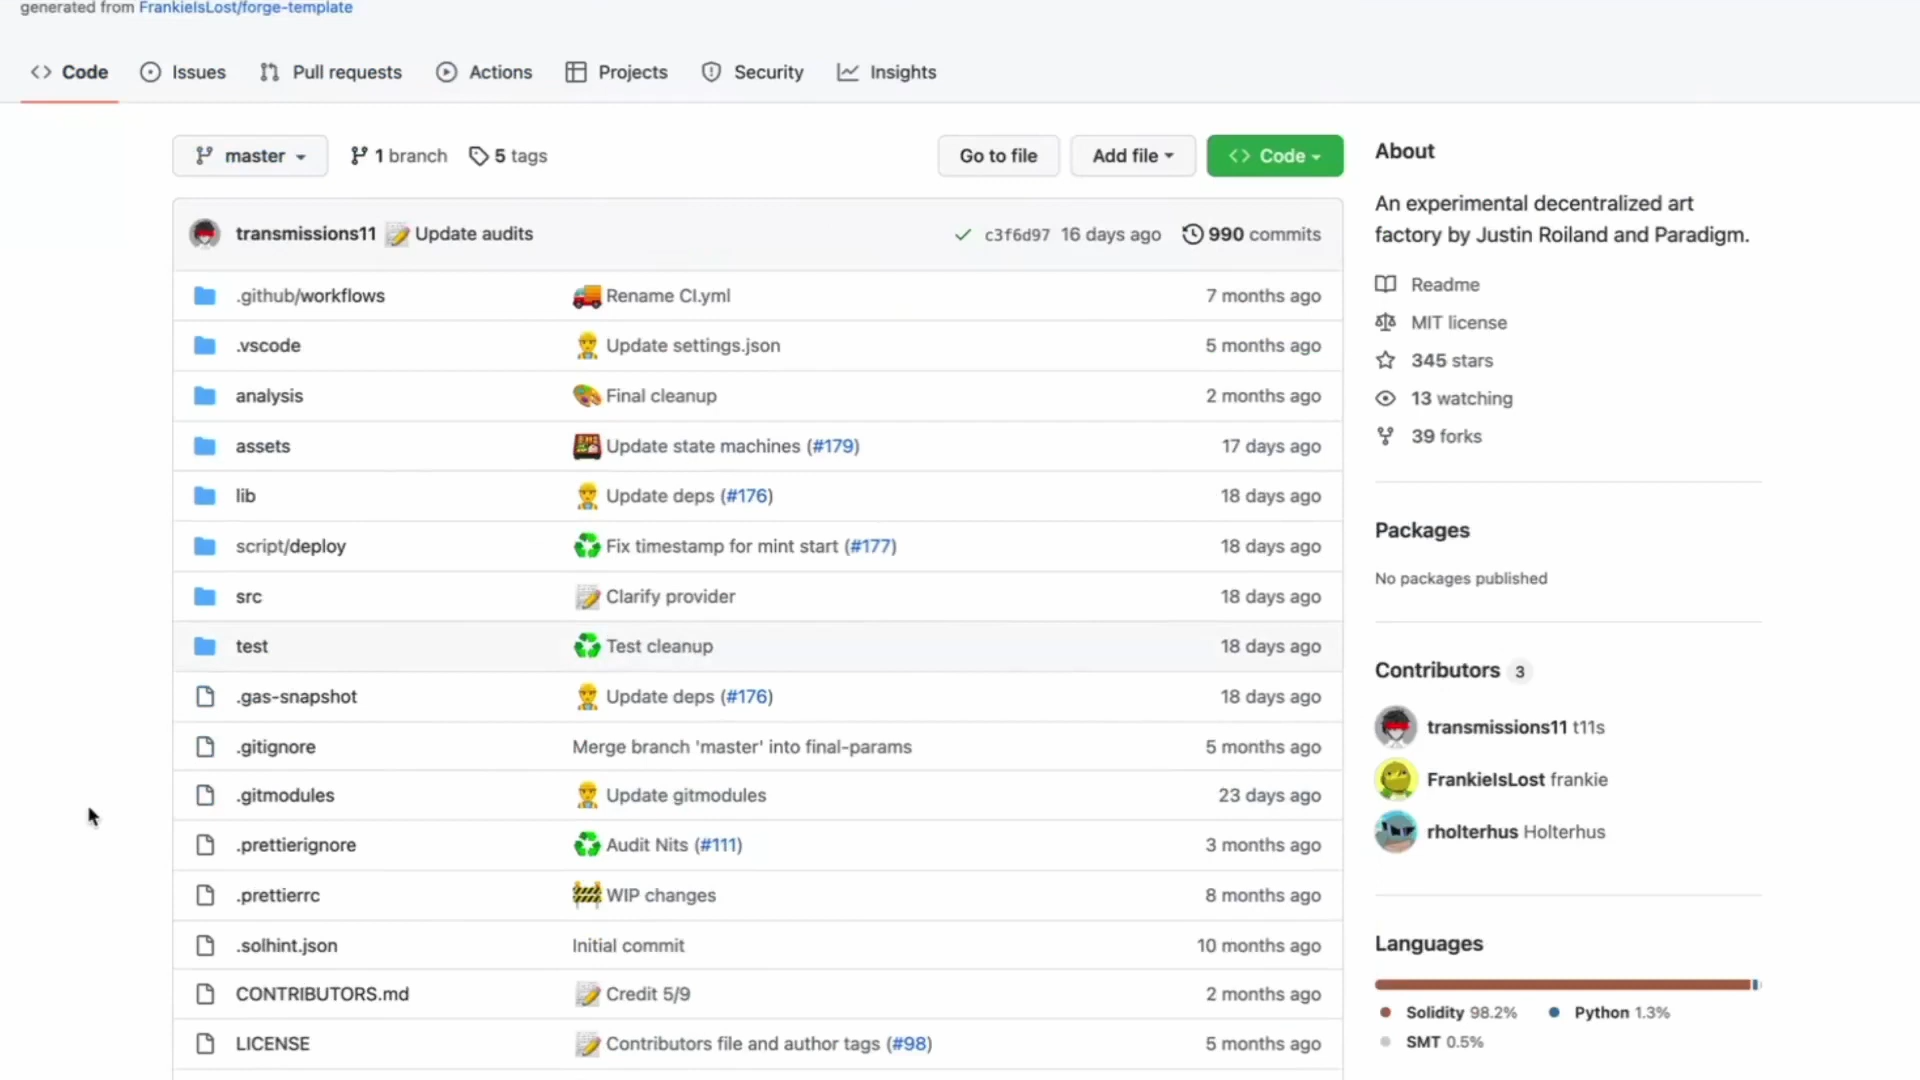 generated from FrankieIsLost/forge-template
Code Issues Pull requests Actions Projects Security Insights
master 1 branch 5 tags Go to file Add file Code
transmissions11 Update audits c3f6d97 16 days ago 990 commits
.github/workflows Rename CI.yml 7 months ago
.vscode Update settings.json 5 months ago
analysis Final cleanup 2 months ago
assets Update state machines (#179) 17 days ago
lib Update deps (#176) 18 days ago
script/deploy Fix timestamp for mint start (#177) 18 days ago
src Clarify provider 18 days ago
test Test cleanup 18 days ago
.gas-snapshot Update deps (#176) 18 days ago
.gitignore Merge branch 'master' into final-params 5 months ago
.gitmodules Update gitmodules 23 days ago
.prettierignore Audit Nits (#111) 3 months ago
.prettierrc WIP changes 8 months ago
.solhint.json Initial commit 10 months ago
CONTRIBUTORS.md Credit 5/9 2 months ago
LICENSE Contributors file and author tags (#98) 5 months ago
About
An experimental decentralized art
factory by Justin Roiland and Paradigm.
Readme
MIT license
345 stars
13 watching
39 forks
Packages
No packages published
Contributors 3
transmissions11 t11s
FrankieIsLost frankie
rholterhus Holterhus
Languages
Solidity 98.2% Python 1.3%
SMT 0.5%